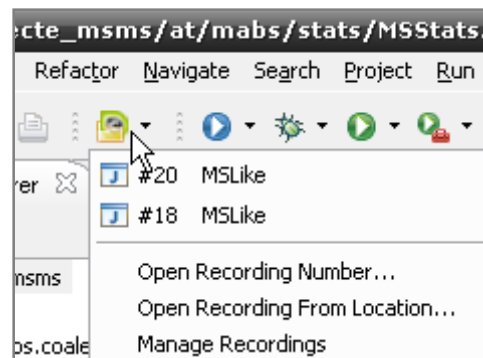 ecte_msms/at/mabs/stats/MSStats.
Refactor Navigate Search Project Run
rer
#20 MSLike
#18 MSLike
Open Recording Number...
msms
Open Recording From Location...
os.coale
Manage Recordings